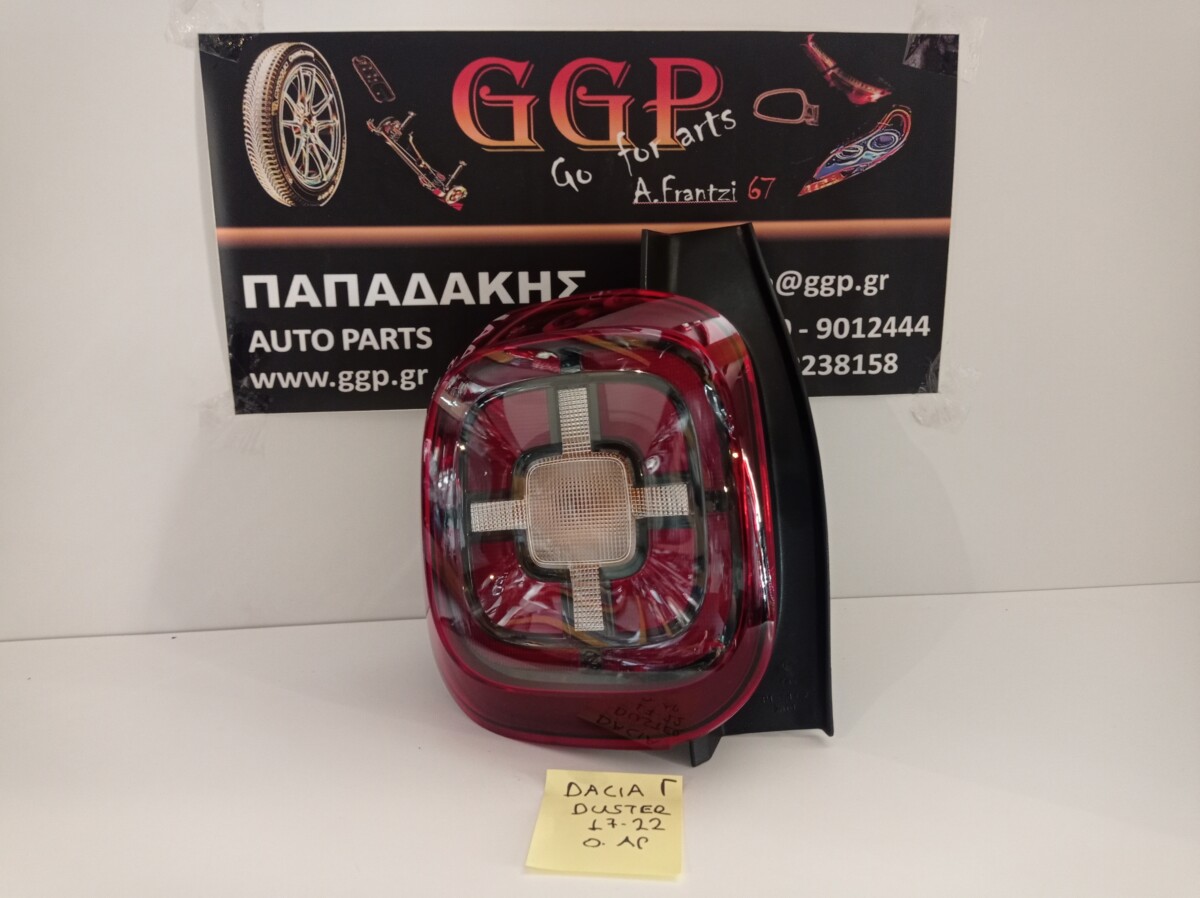 GGP
Go for arts
A.Frantzi 67
ΠΑΠΑΔΑΚΗΣ
AUTO PARTS
www.ggp.gr
@ggp.gr
- 9012444
238158
DACIA Γ
DUSTER
17-22
O. ΑΡ